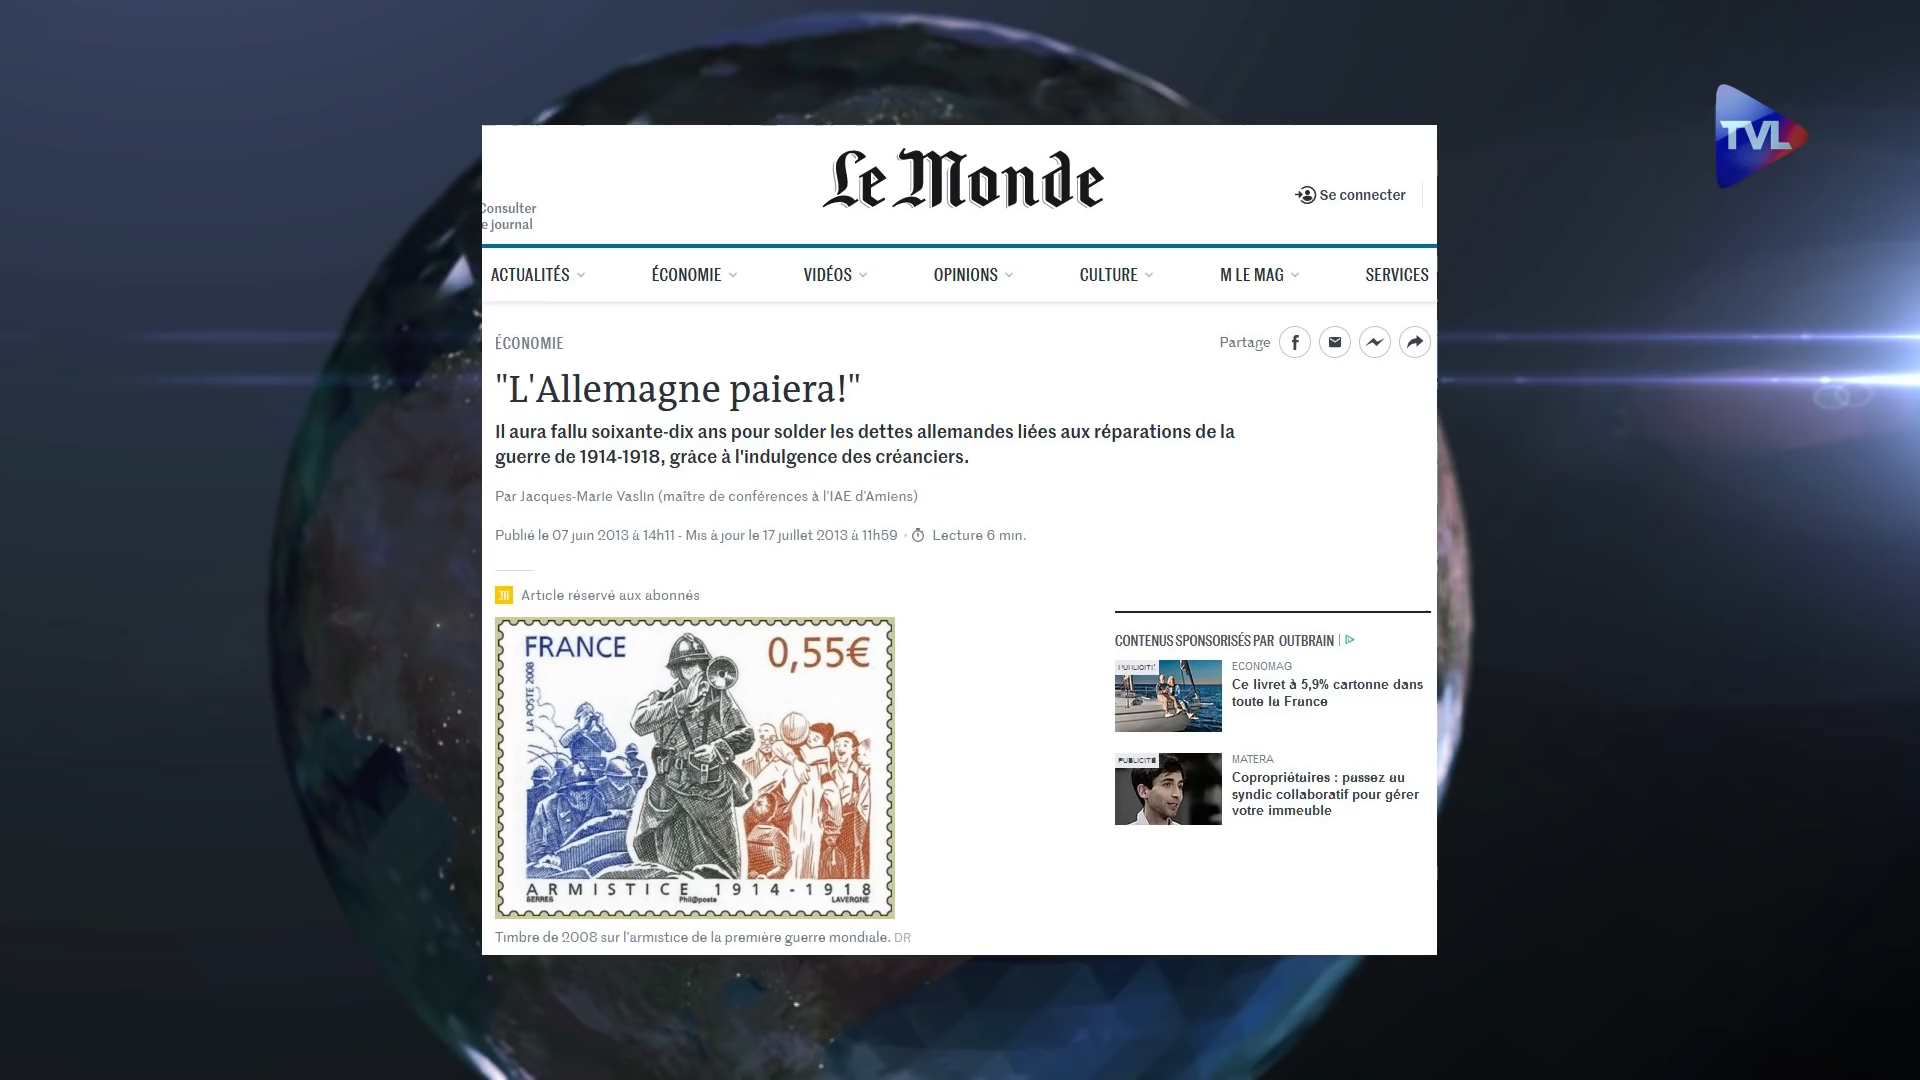 TVL
Le Monde
Consulter
e journal
Se connecter
ACTUALITÉS
ÉCONOMIE
VIDÉOS
OPINIONS
CULTURE
M LE MAG
SERVICES
ÉCONOMIE
Partage
"L'Allemagne paiera!"
Il aura fallu soixante-dix ans pour solder les dettes allemandes liées aux réparations de la
guerre de 1914-1918, grâce à l'indulgence des créanciers.
Par Jacques-Marie Vaslin (maître de conférences à l'IAE d'Amiens)
Publié le 07 juin 2013 à 14h11 - Mis à jour le 17 juillet 2013 à 11h59 • Lecture 6 min.
Article réservé aux abonnés
FRANCE
0,55€
LA POSTE 2008
ARMISTICE 1914-1918
SERRES
Phil@poste
LAVERGNE
Timbre de 2008 sur l'armistice de la première guerre mondiale. DR
CONTENUS SPONSORISÉS PAR OUTBRAIN
PUBLICITÉ
ECONOMAG
Ce livret à 5,9% cartonne dans
toute la France
PUBLICITÉ
MATERA
Copropriétaires : passez au
syndic collaboratif pour gérer
votre immeuble